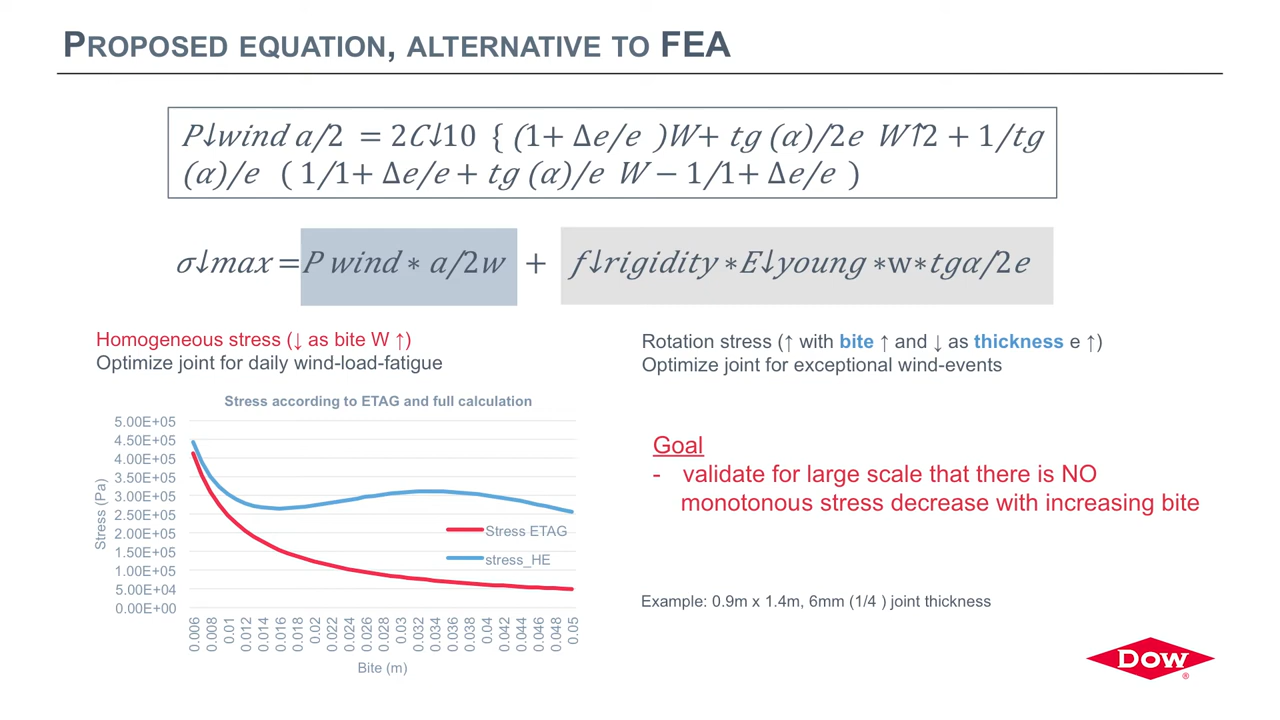 PROPOSED EQUATION, ALTERNATIVE TO FEA
P↓wind a/2 = 2C↓10 { (1+ Δe/e )W+ tg (α)/2e W↑2 + 1/tg
(α)/e ( 1/1+ Δe/e + tg (α)/e W − 1/1+ Δe/e )
σ↓max = P wind ∗ a/2w + f↓rigidity ∗E↓young ∗w∗tgα/2e
Homogeneous stress (↓ as bite W ↑)
Optimize joint for daily wind-load-fatigue
Rotation stress (↑ with bite ↑ and ↓ as thickness e ↑)
Optimize joint for exceptional wind-events
Stress according to ETAG and full calculation
5.00E+05
4.50E+05
4.00E+05
3.50E+05
3.00E+05
2.50E+05
2.00E+05
1.50E+05
1.00E+05
5.00E+04
0.00E+00
Stress (Pa)
Stress ETAG
stress_HE
0.006
0.008
0.01
0.012
0.014
0.016
0.018
0.02
0.022
0.024
0.026
0.028
0.03
0.032
0.034
0.036
0.038
0.04
0.042
0.044
0.046
0.048
0.05
Bite (m)
Goal
- validate for large scale that there is NO
monotonous stress decrease with increasing bite
Example: 0.9m x 1.4m, 6mm (1/4 ) joint thickness
DOW
®